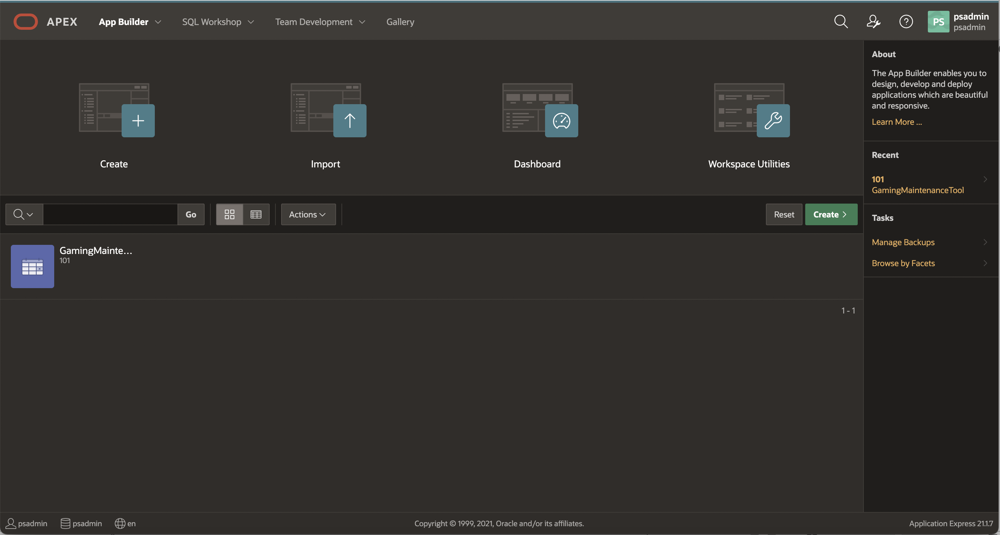 APEX
App Builder
SQL Workshop
Team Development
Gallery
PS
psadmin
psadmin
Create
Import
Dashboard
Workspace Utilities
About
The App Builder enables you to
design, develop and deploy
applications which are beautiful
and responsive.
Learn More ...
Recent
101
GamingMaintenanceTool
Tasks
Manage Backups
Browse by Facets
Go
Actions
Reset
Create
GamingMainte...
101
1 - 1
psadmin
psadmin
en
Copyright © 1999, 2021, Oracle and/or its affiliates.
Application Express 21.1.7